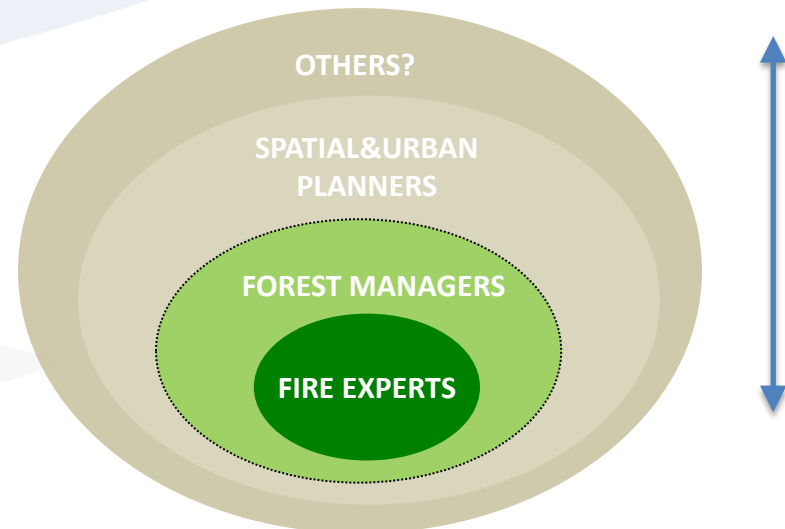 OTHERS?
SPATIAL&URBAN
PLANNERS
FOREST MANAGERS
FIRE EXPERTS